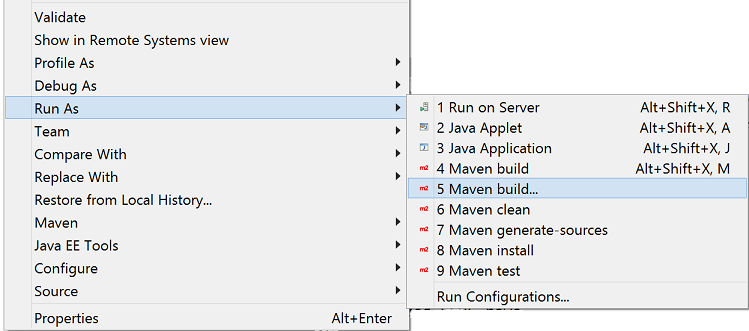 Validate
Show in Remote Systems view
Profile As
Debug As
Run As
Team
Compare With
Replace With
Restore from Local History...
Maven
Java EE Tools
Configure
Source
Properties Alt+Enter
1 Run on Server Alt+Shift+X, R
2 Java Applet Alt+Shift+X, A
3 Java Application Alt+Shift+X, J
m2 4 Maven build Alt+Shift+X, M
m2 5 Maven build...
m2 6 Maven clean
m2 7 Maven generate-sources
m2 8 Maven install
m2 9 Maven test
Run Configurations...